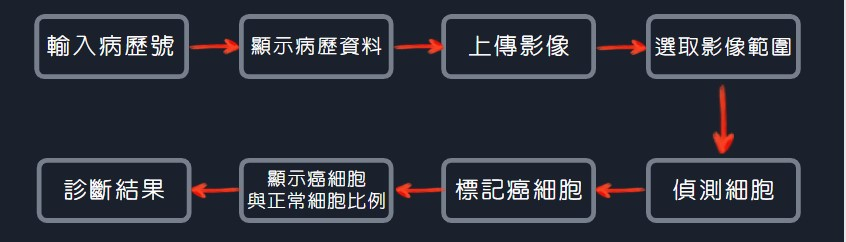 輸入病歷號
顯示病歷資料
上傳影像
選取影像範圍
偵測細胞
標記癌細胞
顯示癌細胞
與正常細胞比例
診斷結果